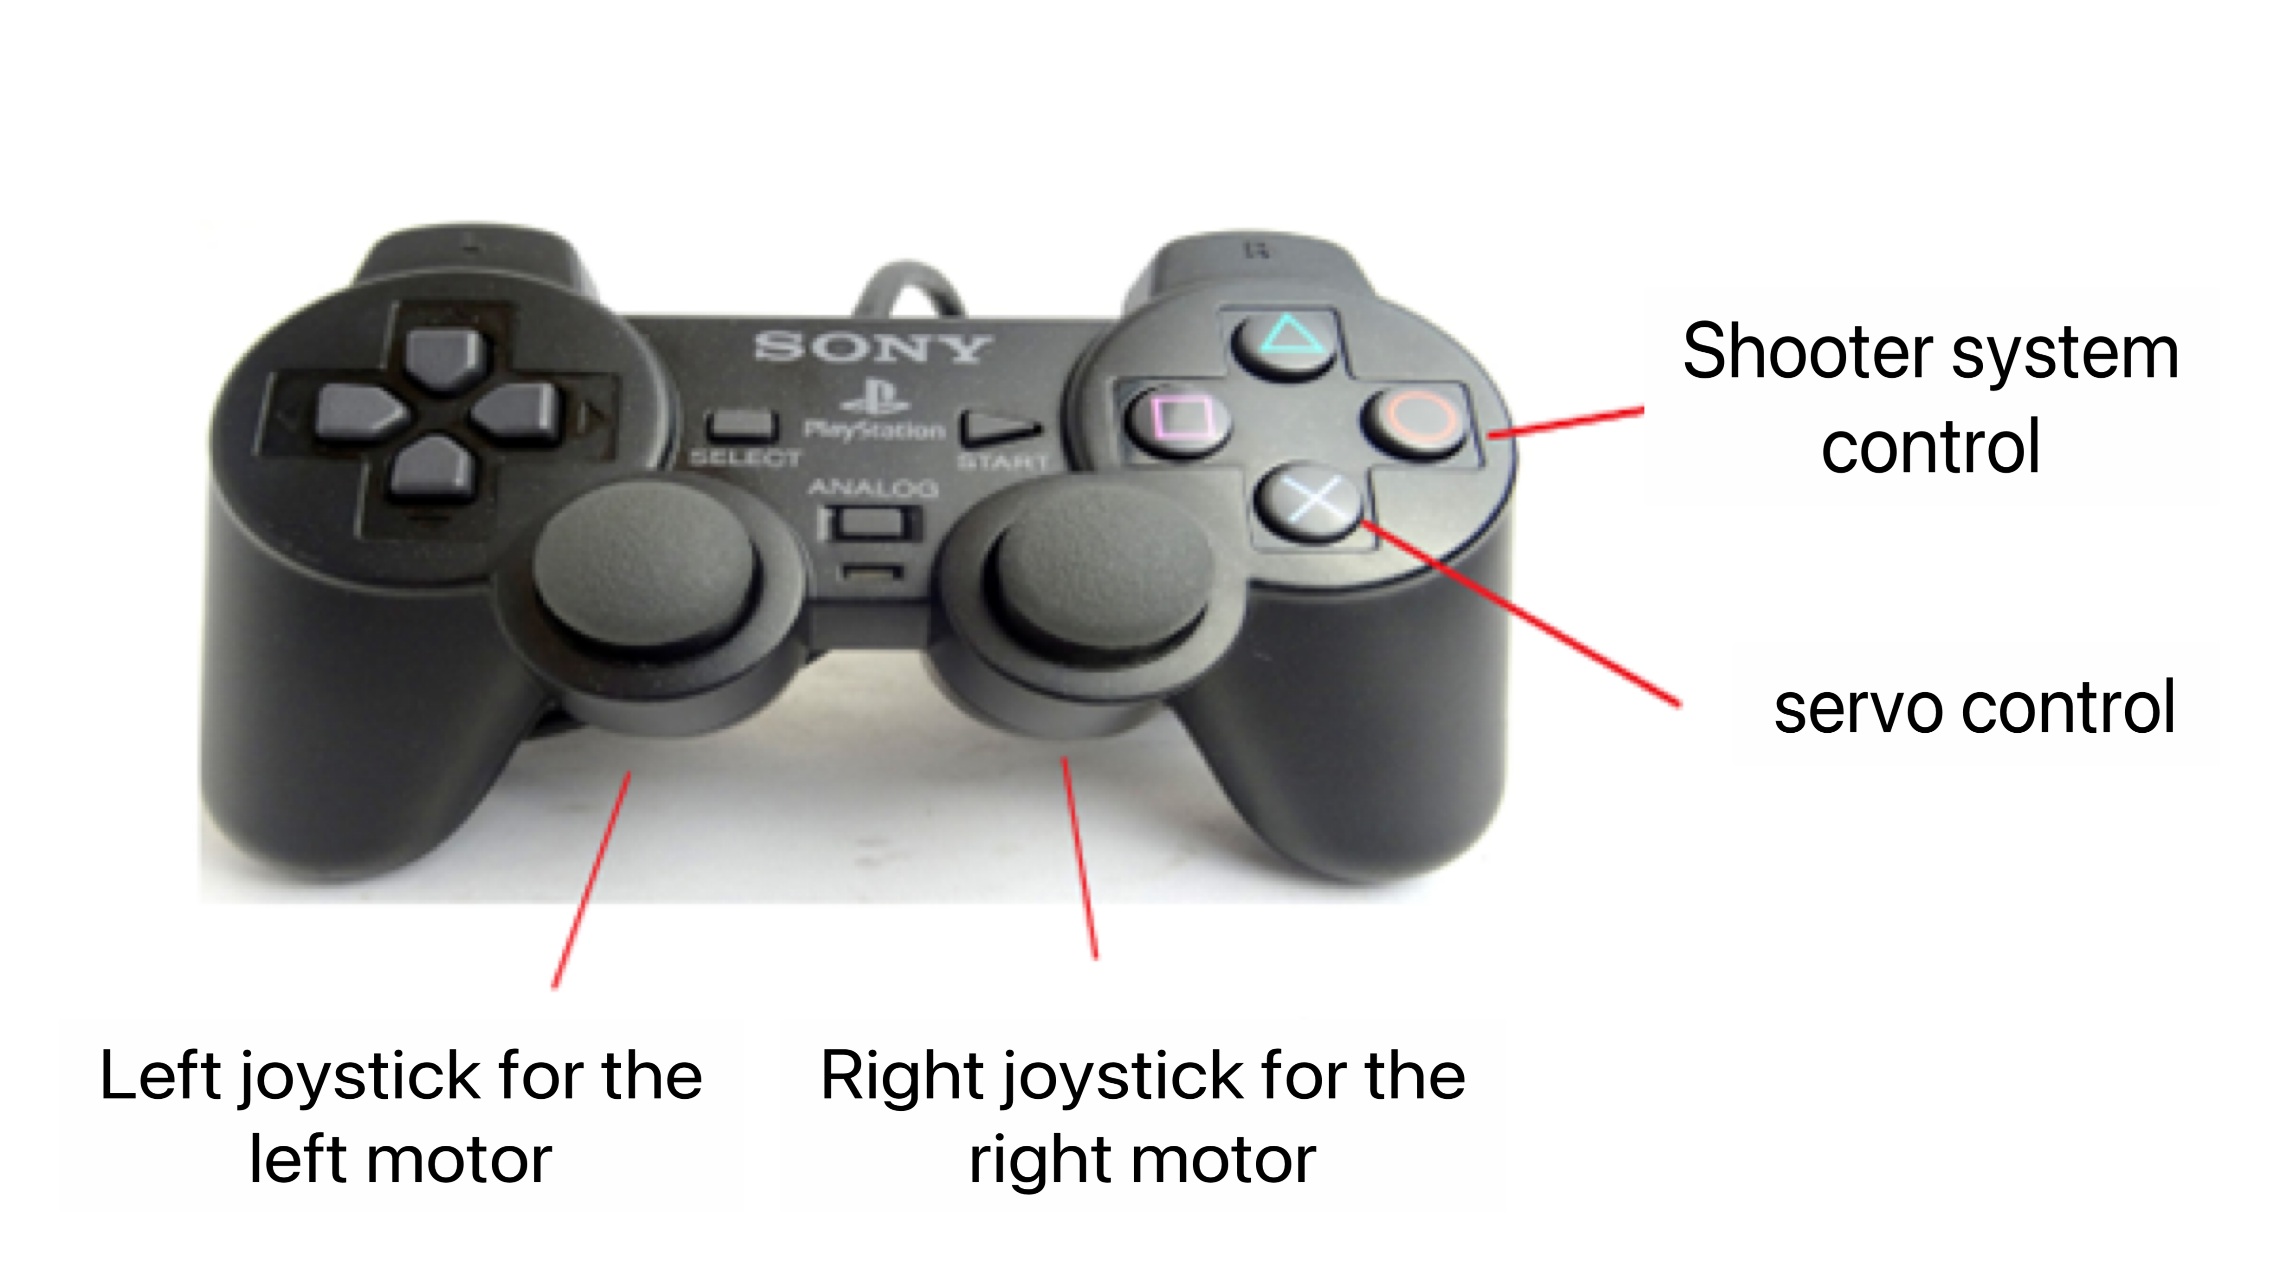 SONY
PlayStation
SELECT
START
ANALOG
Shooter system
control
servo control
Left joystick for the
left motor
Right joystick for the
right motor